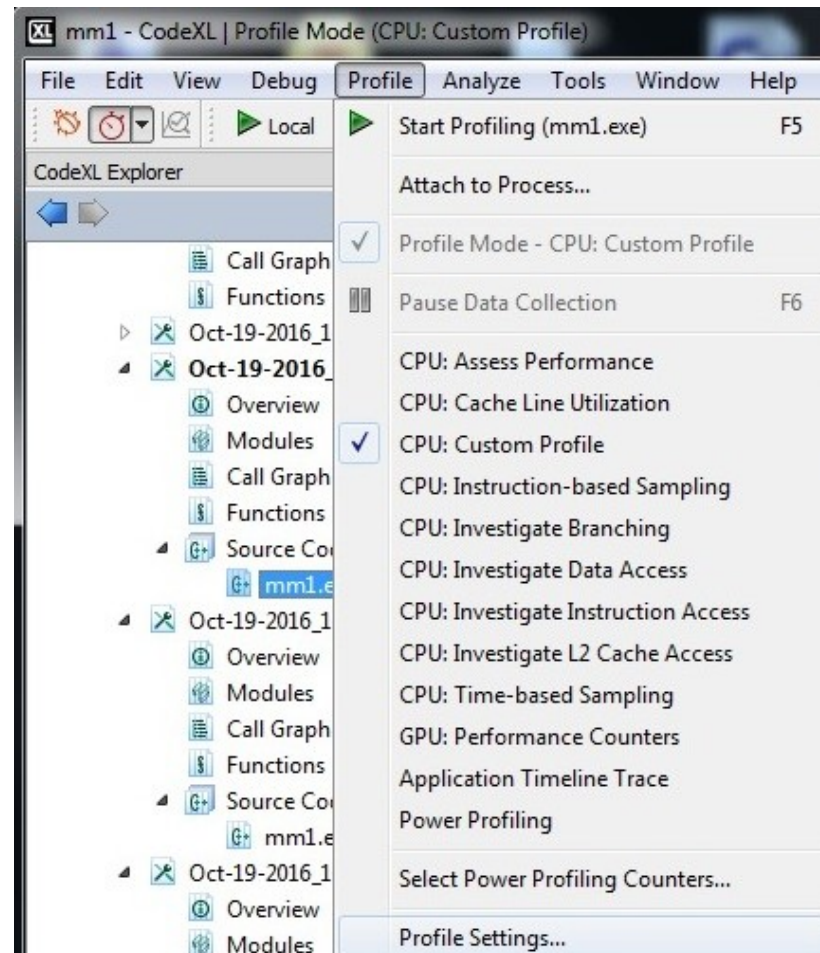 mm1 - CodeXL | Profile Mode (CPU: Custom Profile)
File Edit View Debug Profile Analyze Tools Window Help
Local
CodeXL Explorer
Call Graph
Functions
Oct-19-2016_1
Oct-19-2016_
Overview
Modules
Call Graph
Functions
Source Co
mm1.e
Oct-19-2016_1
Overview
Modules
Call Graph
Functions
Source Co
mm1.e
Oct-19-2016_1
Overview
Modules
Start Profiling (mm1.exe) F5
Attach to Process...
Profile Mode - CPU: Custom Profile
Pause Data Collection F6
CPU: Assess Performance
CPU: Cache Line Utilization
CPU: Custom Profile
CPU: Instruction-based Sampling
CPU: Investigate Branching
CPU: Investigate Data Access
CPU: Investigate Instruction Access
CPU: Investigate L2 Cache Access
CPU: Time-based Sampling
GPU: Performance Counters
Application Timeline Trace
Power Profiling
Select Power Profiling Counters...
Profile Settings...